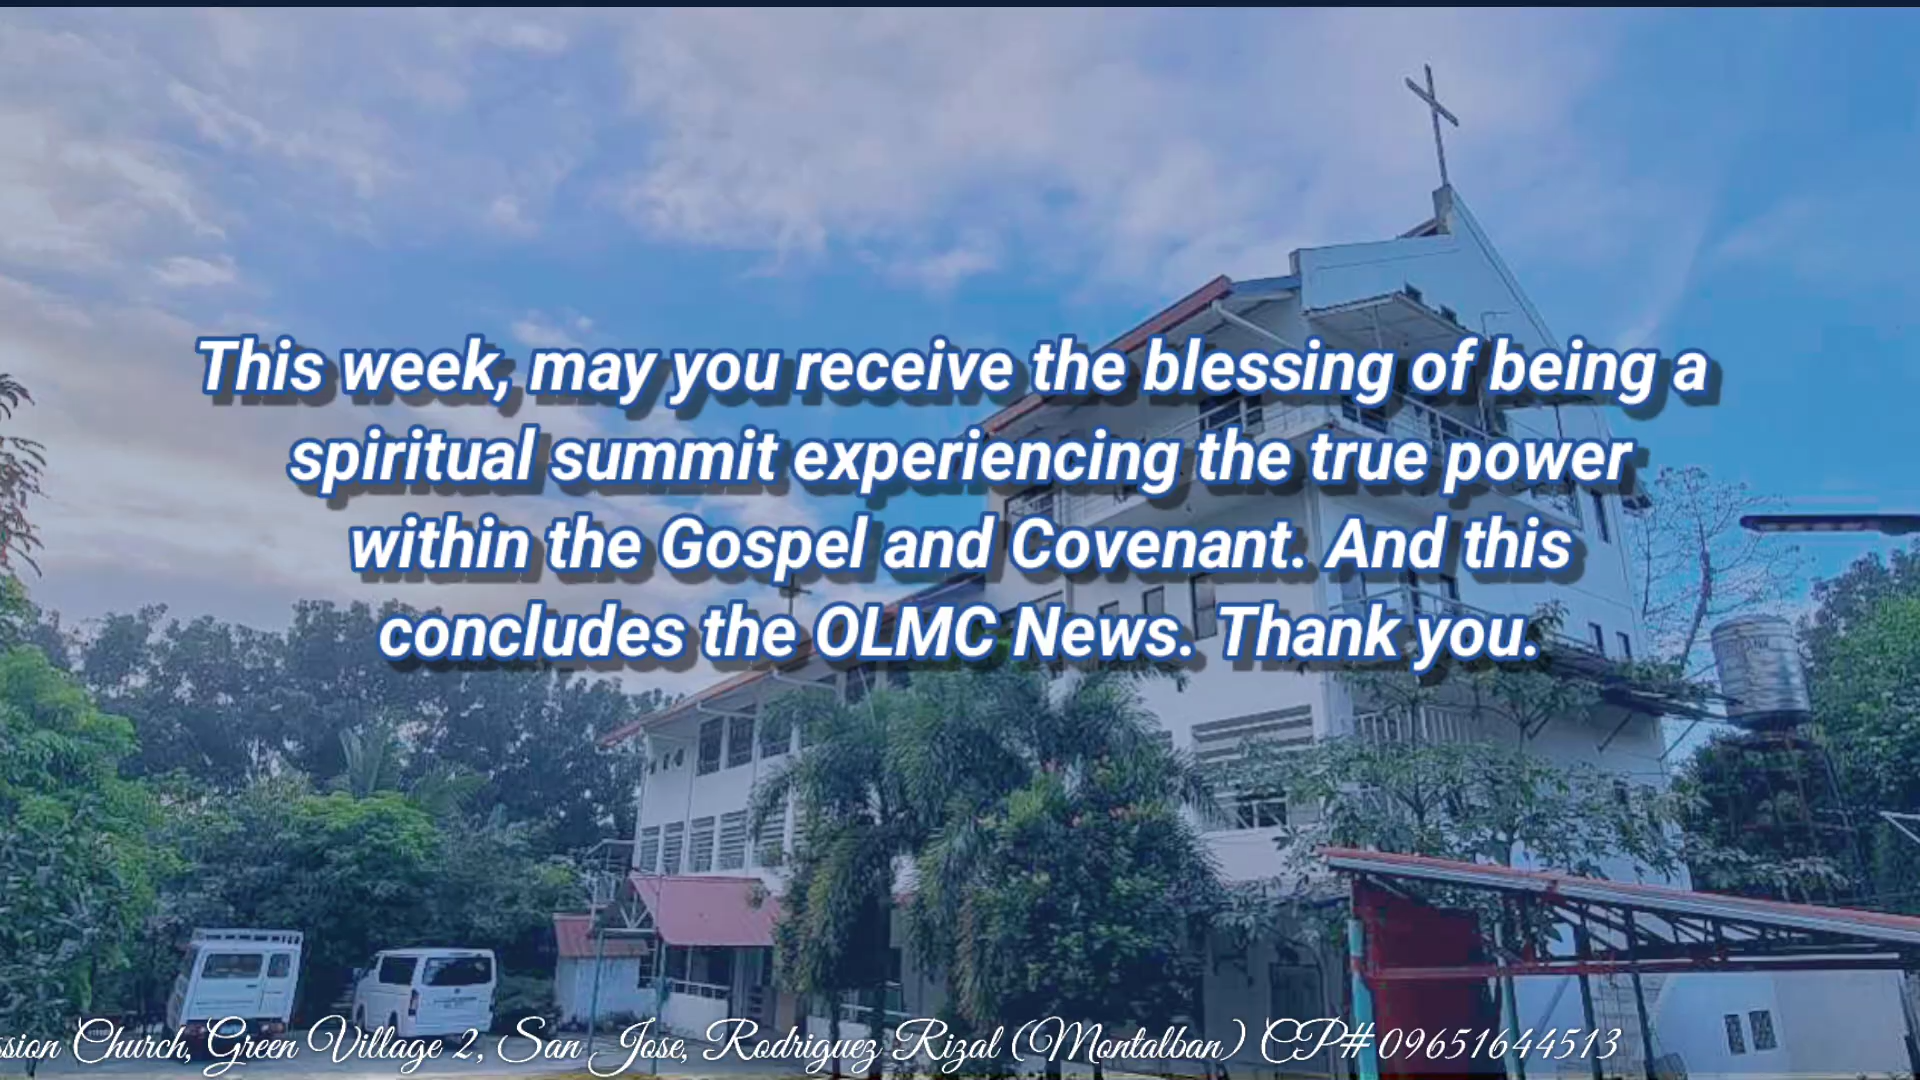 This week, may you receive the blessing of being a
spiritual summit experiencing the true power
within the Gospel and Covenant. And this
concludes the OLMC News. Thank you.
ssion Church, Green Village 2, San Jose, Rodriguez Rizal (Montalban) CP# 09651644513